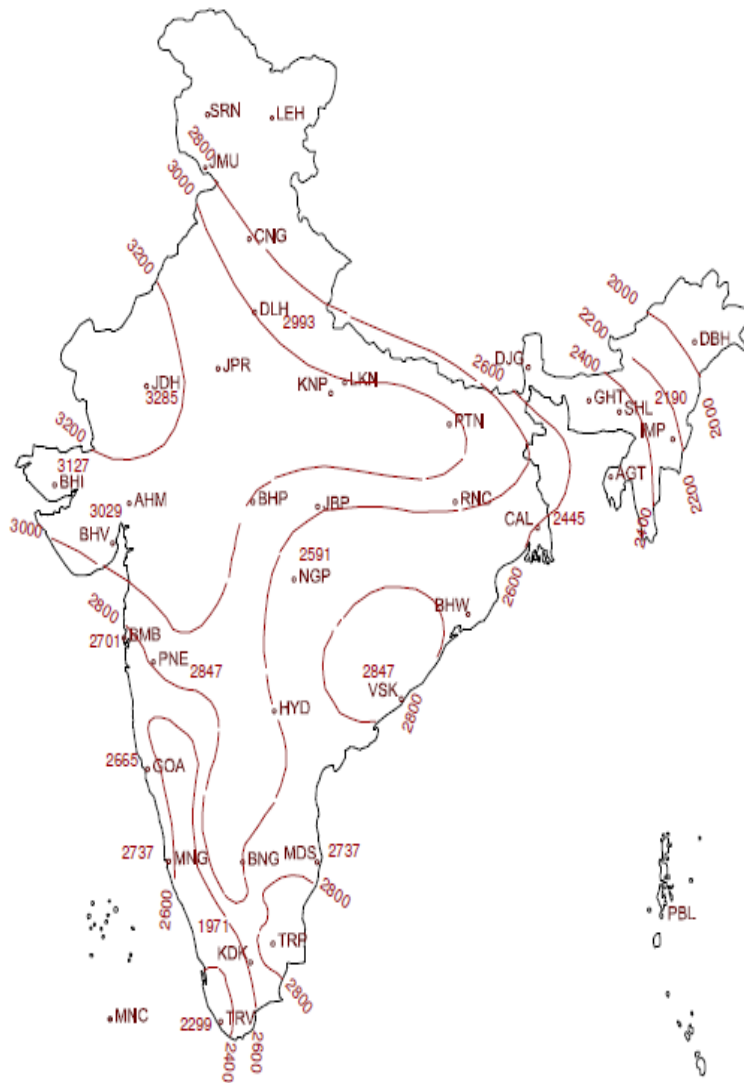 SRN
LEH
2800
JMU
3000
CNG
3200
2000
DLH
2993
2200
DBH
DJG
2600
2400
JPR
LKN
JDH
KNP
3285
GHT
2190
SHL
2000
PTN
IMP
3200
3127
BHI
AGT
2200
AHM
BHP
JBP
RNC
3029
CAL
2445
2400
3000
BHV
2591
2600
NGP
2800
BHW
BMB
2701
PNE
2847
2847
VSK
HYD
2800
2665
GOA
2737
MNG
BNG
MDS
2737
2800
2600
PBL
1971
TRP
KDK
2800
MNC
TRV
2299
2400
2600